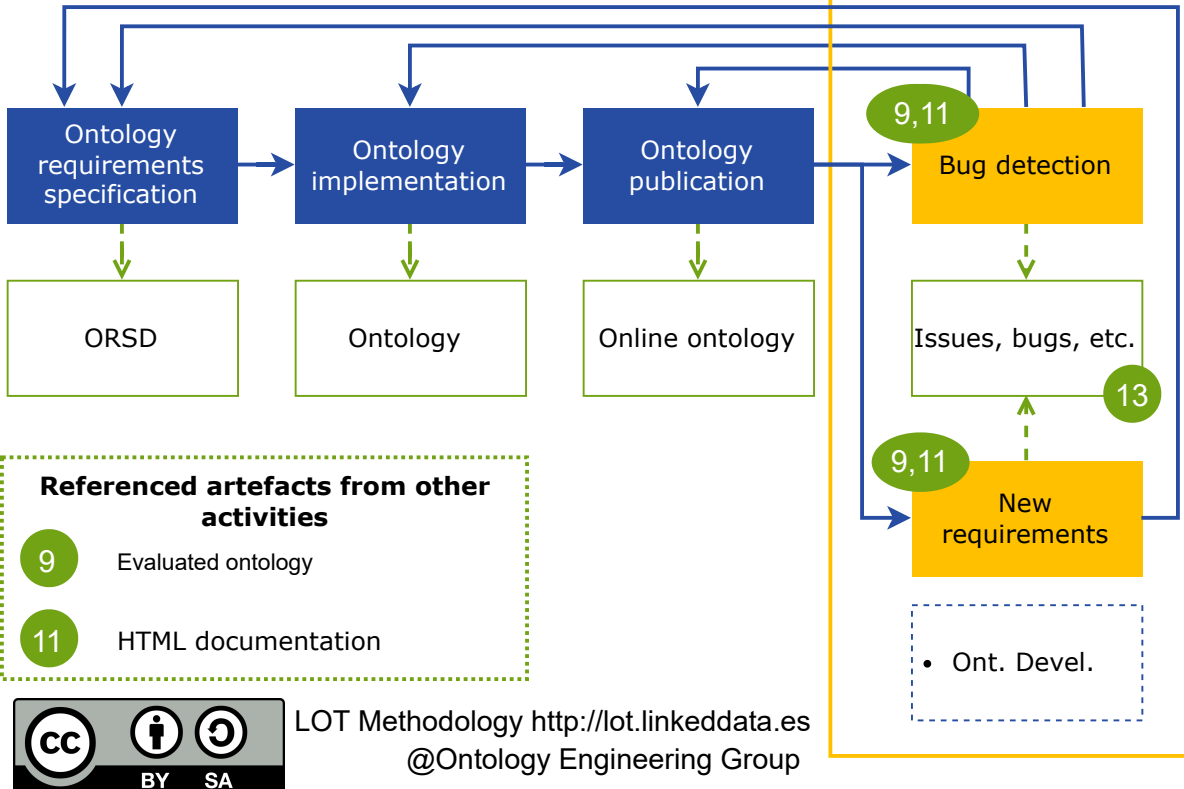 Ontology
requirements
specification
Ontology
implementation
Ontology
publication
9,11
Bug detection
ORSD
Ontology
Online ontology
Issues, bugs, etc.
13
9,11
New
requirements
Referenced artefacts from other
activities
9
Evaluated ontology
11
HTML documentation
• Ont. Devel.
cc
BY SA
LOT Methodology http://lot.linkeddata.es
@Ontology Engineering Group